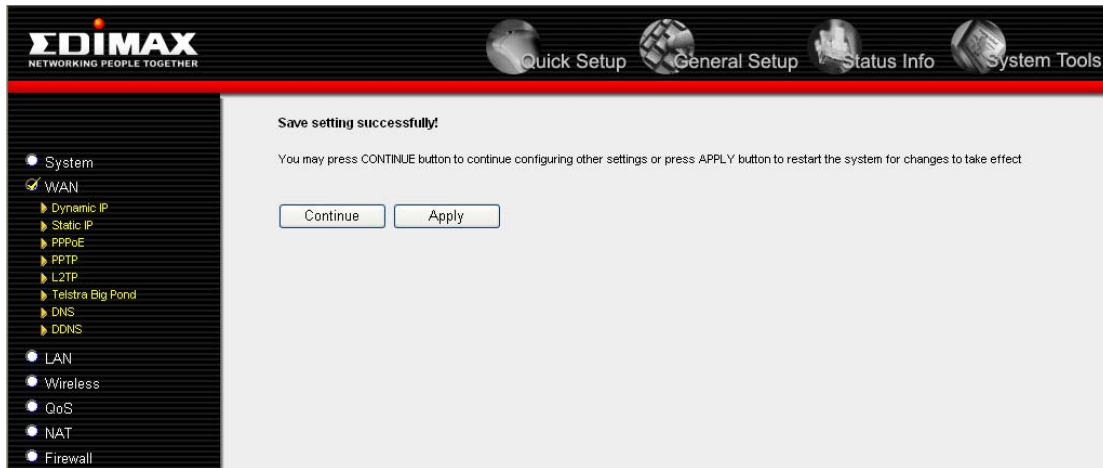 EDIMAX
NETWORKING PEOPLE TOGETHER
Quick Setup
General Setup
Status Info
System Tools
System
WAN
Dynamic IP
Static IP
PPPoE
PPTP
L2TP
Telstra Big Pond
DNS
DDNS
LAN
Wireless
QoS
NAT
Firewall
Save setting successfully!
You may press CONTINUE button to continue configuring other settings or press APPLY button to restart the system for changes to take effect
Continue
Apply